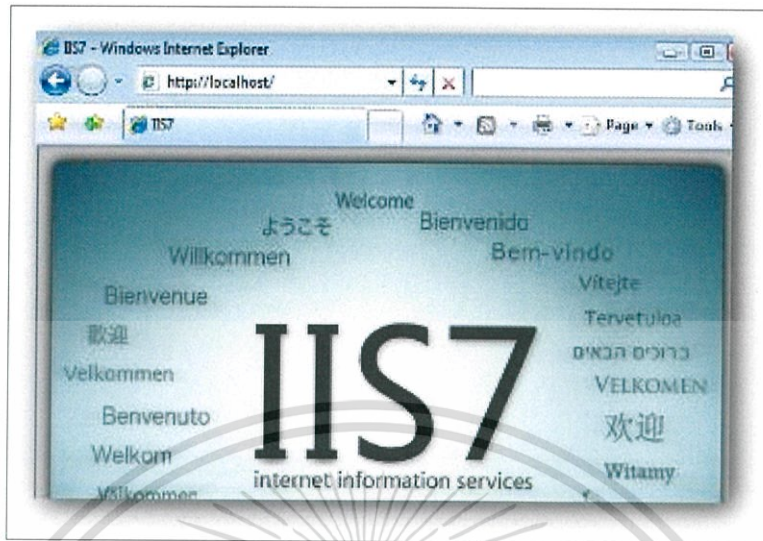 IIS7 - Windows Internet Explorer
http://localhost/
IIS7
Page
Tools
Welcome
ようこそ
Bienvenido
Willkommen
Bem-vindo
Bienvenue
Vítejte
Tervetuloa
歡迎
ברוכים הבאים
Velkommen
VELKOMEN
Benvenuto
欢迎
Welkom
Witamy
IIS7
internet information services